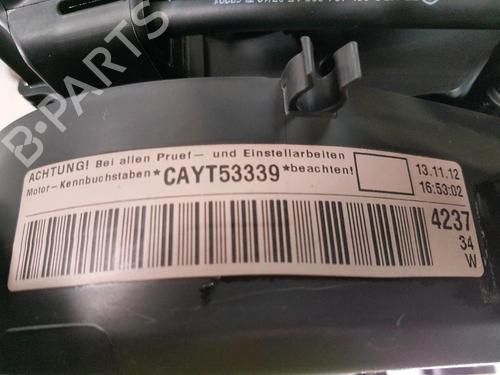 ACHTUNG! Bei allen Pruef- und Einstellarbeiten
Motor-Kennbuchstaben *CAYT53339* beachten!
13.11.12
16:53:02
4237
34
W
B-PARTS